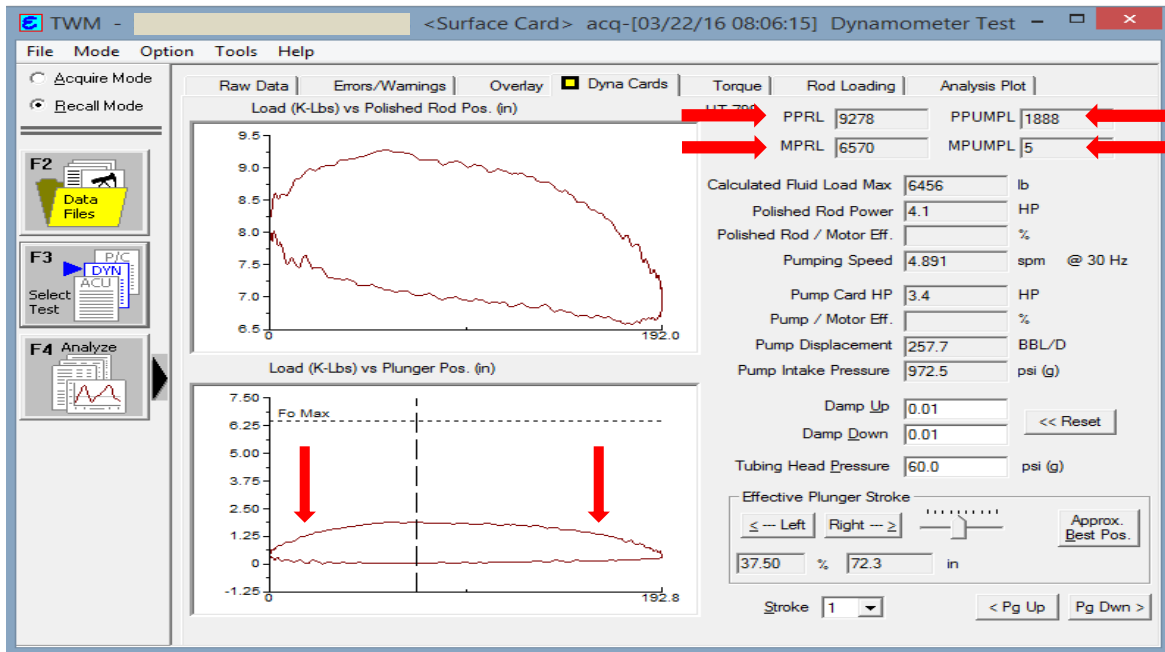 TWM - <Surface Card> acq-[03/22/16 08:06:15] Dynamometer Test
File Mode Option Tools Help
Acquire Mode
Recall Mode
F2
Data
Files
F3
P/C
DYN
ACU
Select
Test
F4 Analyze
Raw Data Errors/Warnings Overlay Dyna Cards Torque Rod Loading Analysis Plot
Load (K-Lbs) vs Polished Rod Pos. (in)
9.5
9.0
8.5
8.0
7.5
7.0
6.5
0 192.0
Load (K-Lbs) vs Plunger Pos. (in)
7.50
Fo Max
6.25
5.00
3.75
2.50
1.25
0
-1.25
0 192.8
PPRL 9278 PPUMPL 1888
MPRL 6570 MPUMPL 5
Calculated Fluid Load Max 6456 lb
Polished Rod Power 4.1 HP
Polished Rod / Motor Eff. %
Pumping Speed 4.891 spm @ 30 Hz
Pump Card HP 3.4 HP
Pump / Motor Eff. %
Pump Displacement 257.7 BBL/D
Pump Intake Pressure 972.5 psi (g)
Damp Up 0.01
<< Reset
Damp Down 0.01
Tubing Head Pressure 60.0 psi (g)
Effective Plunger Stroke
< --- Left Right --- >
Approx.
Best Pos.
37.50 % 72.3 in
Stroke 1 < Pg Up Pg Dwn >